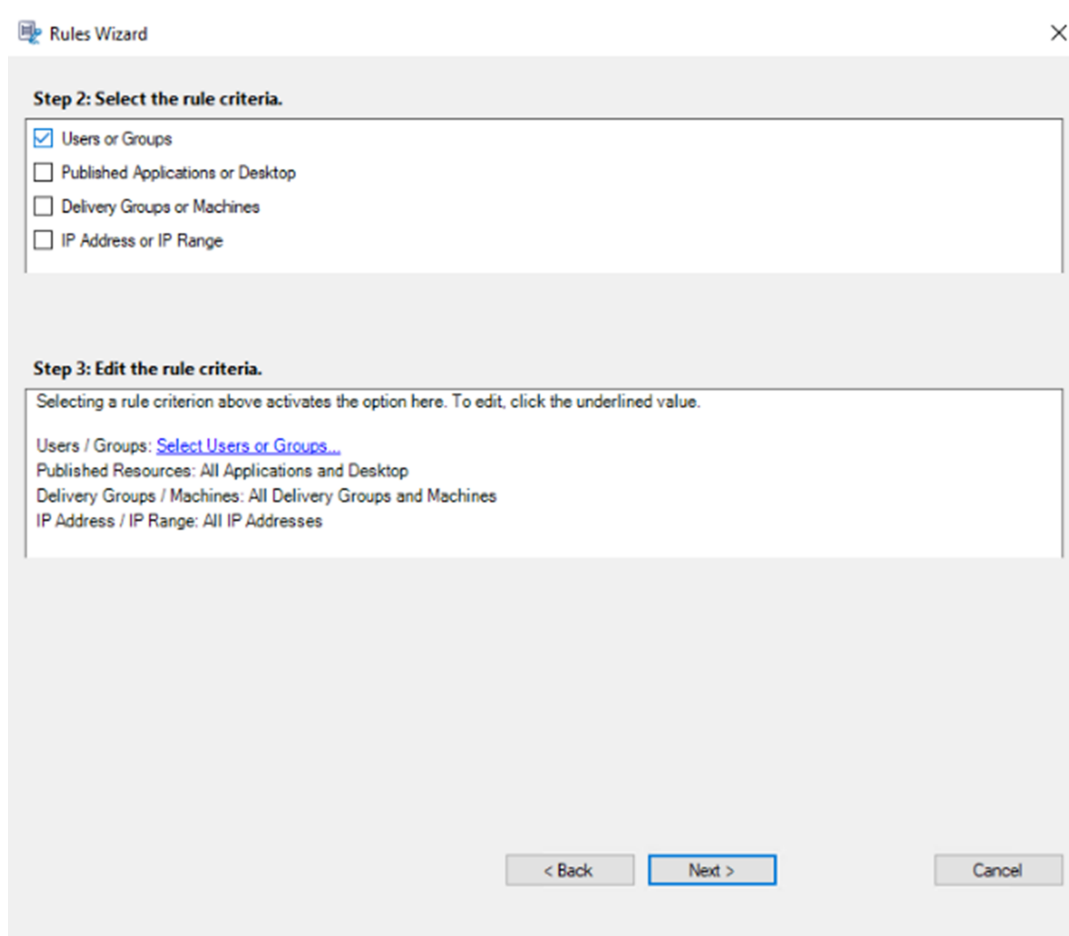 Rules Wizard
Step 2: Select the rule criteria.
Users or Groups
Published Applications or Desktop
Delivery Groups or Machines
IP Address or IP Range
Step 3: Edit the rule criteria.
Selecting a rule criterion above activates the option here. To edit, click the underlined value.
Users / Groups: Select Users or Groups...
Published Resources: All Applications and Desktop
Delivery Groups / Machines: All Delivery Groups and Machines
IP Address / IP Range: All IP Addresses
< Back Next > Cancel